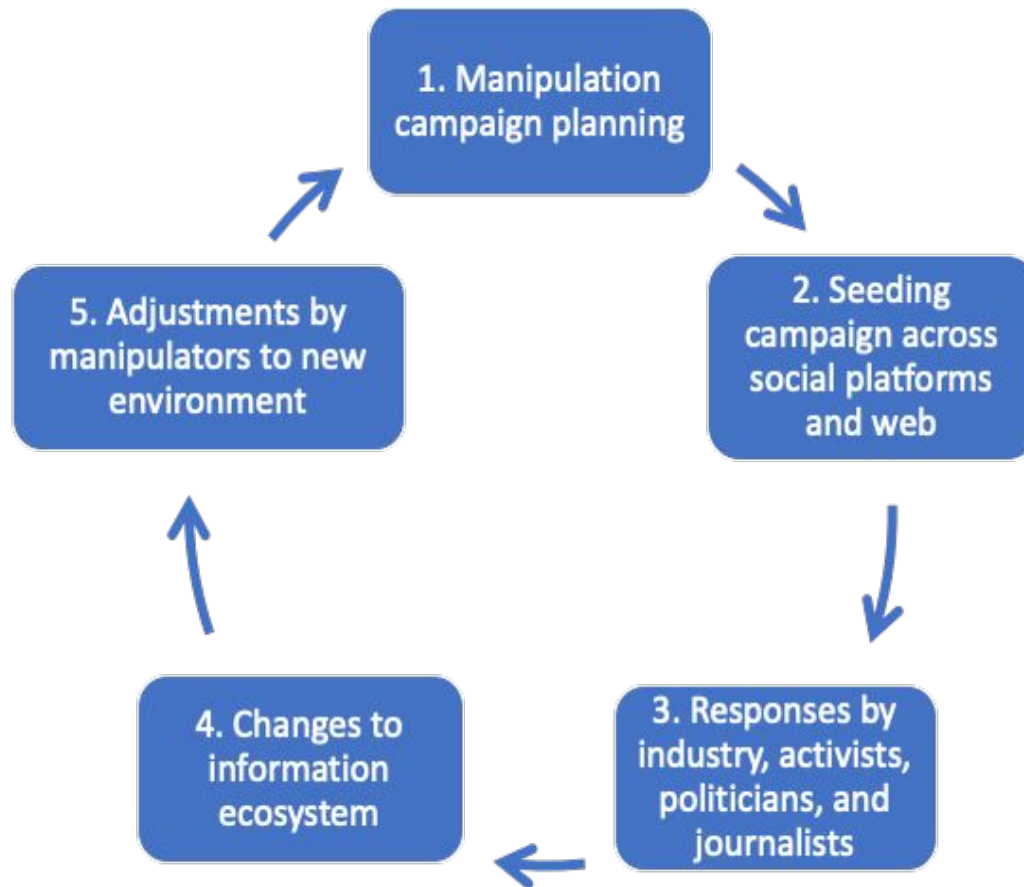 1. Manipulation
campaign planning
2. Seeding
campaign across
social platforms
and web
3. Responses by
industry, activists,
politicians, and
journalists
4. Changes to
information
ecosystem
5. Adjustments by
manipulators to new
environment